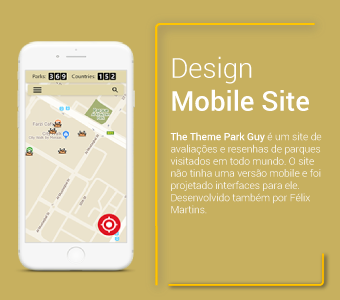 Parks: 369 Countries: 152
Design
Mobile Site
The Theme Park Guy é um site de
avaliações e resenhas de parques
visitados em todo mundo. O site
não tinha uma versão mobile e foi
projetado interfaces para ele.
Desenvolvido também por Félix
Martins.